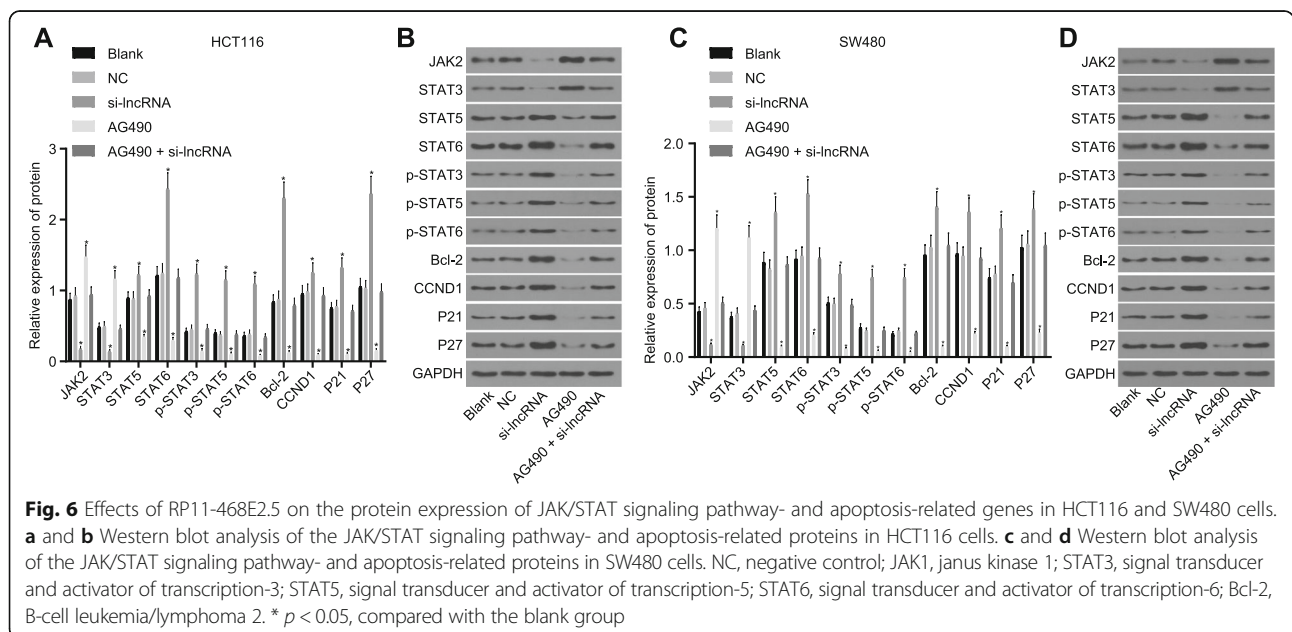 A
HCT116
Blank
NC
si-lncRNA
AG490
AG490 + si-lncRNA
Relative expression of protein
3
2
1
0
JAK2
STAT3
STAT5
STAT6
p-STAT3
p-STAT5
p-STAT6
Bcl-2
CCND1
P21
P27
B
JAK2
STAT3
STAT5
STAT6
p-STAT3
p-STAT5
p-STAT6
Bcl-2
CCND1
P21
P27
GAPDH
Blank
NC
si-lncRNA
AG490
AG490 + si-lncRNA
C
SW480
Blank
NC
si-lncRNA
AG490
AG490 + si-lncRNA
Relative expression of protein
2.0
1.5
1.0
0.5
0.0
JAK2
STAT3
STAT5
STAT6
p-STAT3
p-STAT5
p-STAT6
Bcl-2
CCND1
P21
P27
D
JAK2
STAT3
STAT5
STAT6
p-STAT3
p-STAT5
p-STAT6
Bcl-2
CCND1
P21
P27
GAPDH
Blank
NC
si-lncRNA
AG490
AG490 + si-lncRNA
Fig. 6 Effects of RP11-468E2.5 on the protein expression of JAK/STAT signaling pathway- and apoptosis-related genes in HCT116 and SW480 cells.
a and b Western blot analysis of the JAK/STAT signaling pathway- and apoptosis-related proteins in HCT116 cells. c and d Western blot analysis
of the JAK/STAT signaling pathway- and apoptosis-related proteins in SW480 cells. NC, negative control; JAK1, janus kinase 1; STAT3, signal transducer
and activator of transcription-3; STAT5, signal transducer and activator of transcription-5; STAT6, signal transducer and activator of transcription-6; Bcl-2,
B-cell leukemia/lymphoma 2. * p < 0.05, compared with the blank group